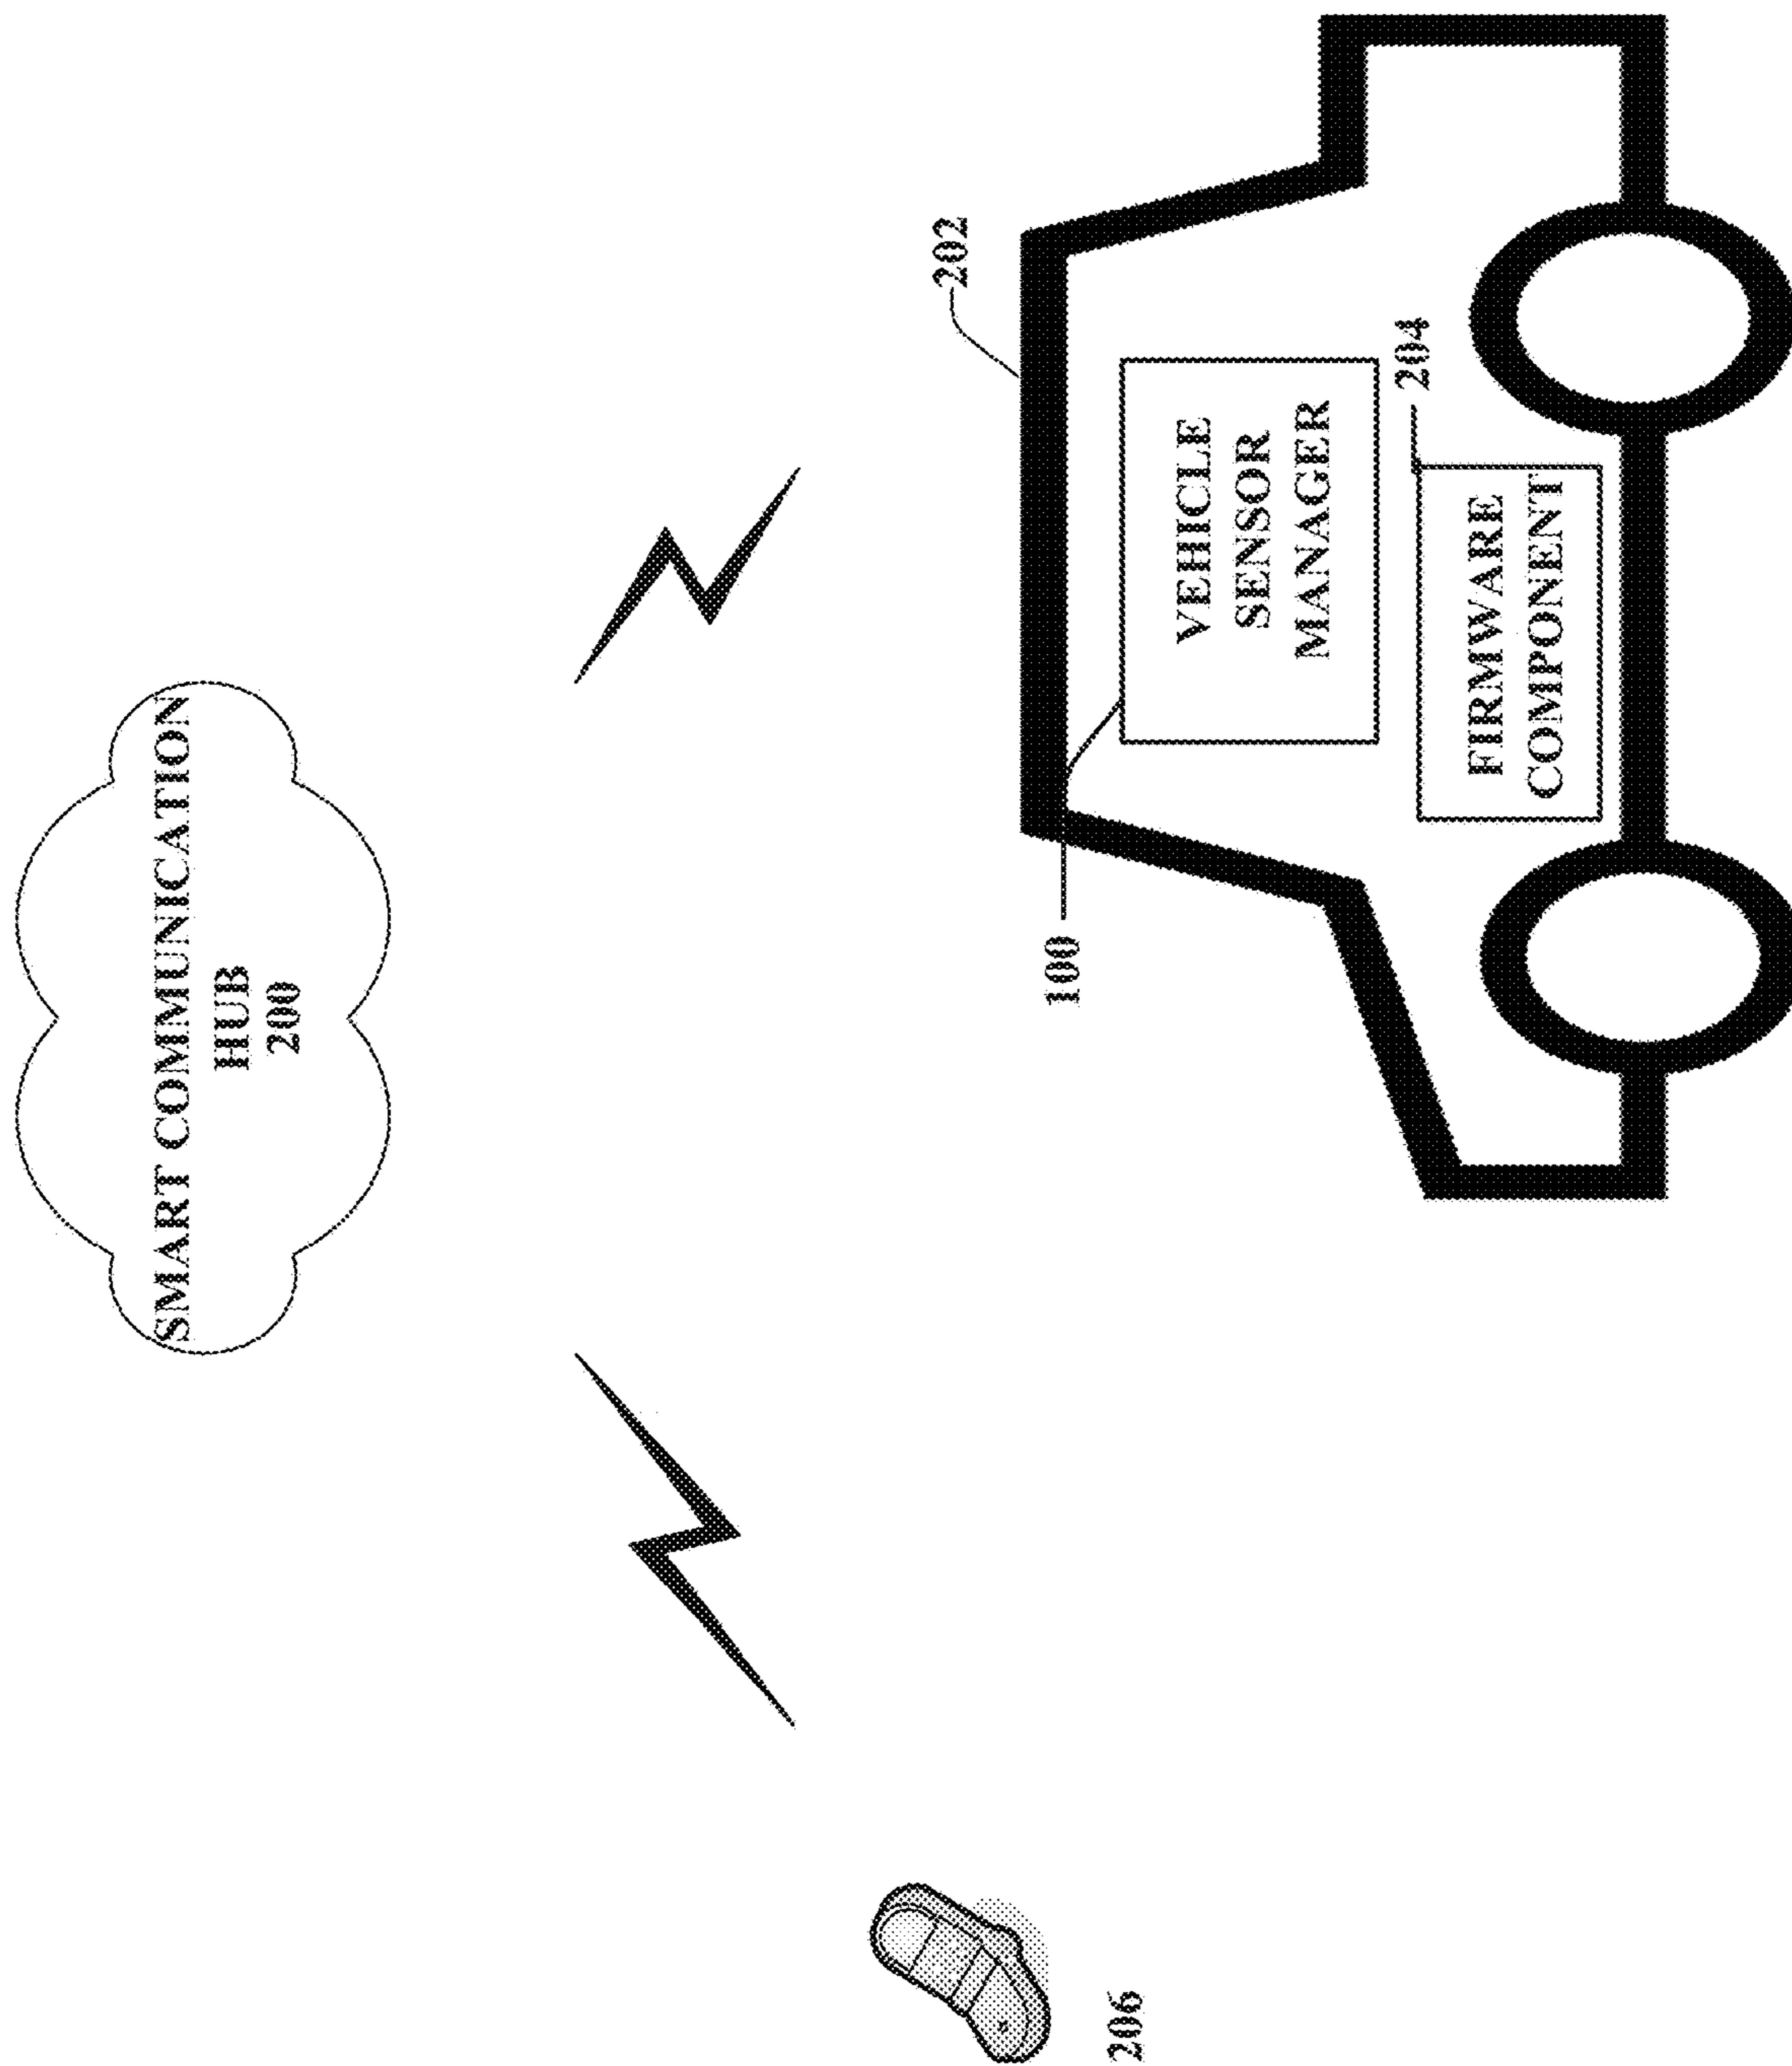 SMART COMMUNICATION
HUB
200
202
100
VEHICLE
SENSOR
MANAGER
204
FIRMWARE
COMPONENT
206